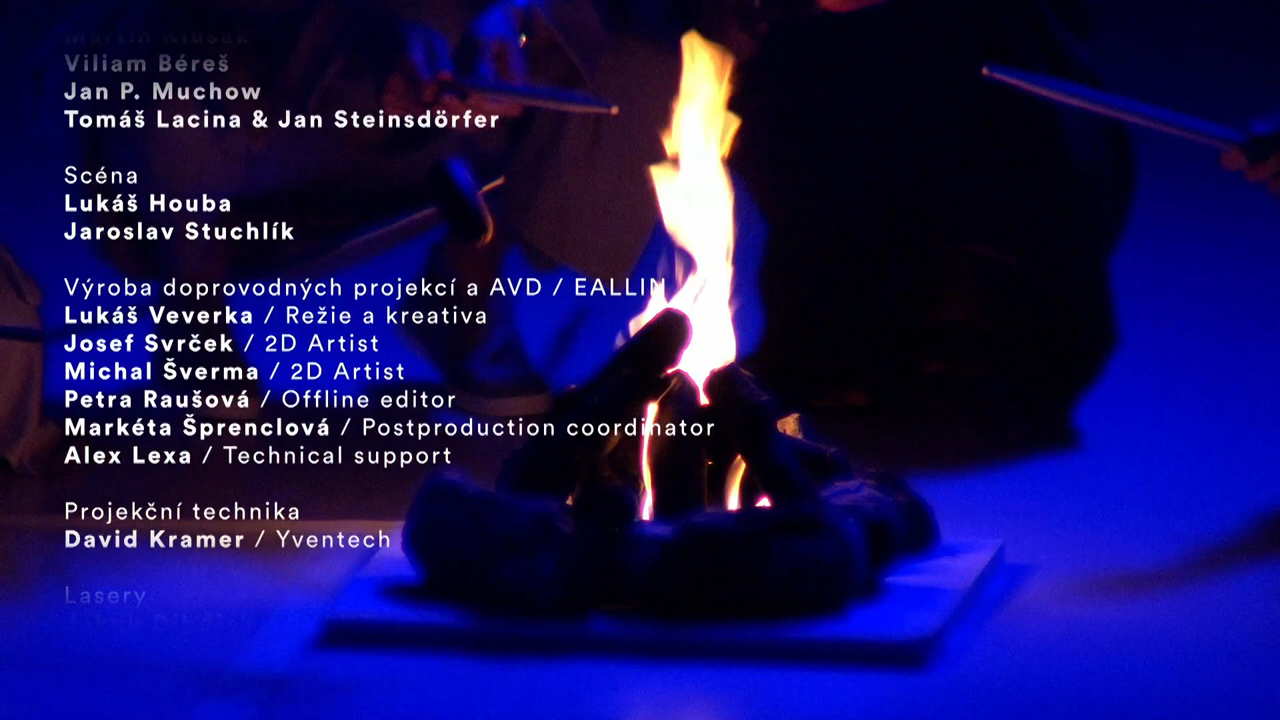 Viliam Béreš
Jan P. Muchow
Tomáš Lacina & Jan Steinsdörfer
Scéna
Lukáš Houba
Jaroslav Stuchlík
Výroba doprovodných projekcí a AVD / EALLIN
Lukáš Veverka / Režie a kreativa
Josef Svrček / 2D Artist
Michal Šverma / 2D Artist
Petra Raušová / Offline editor
Markéta Šprenclová / Postproduction coordinator
Alex Lexa / Technical support
Projekční technika
David Kramer / Yventech
Lasery